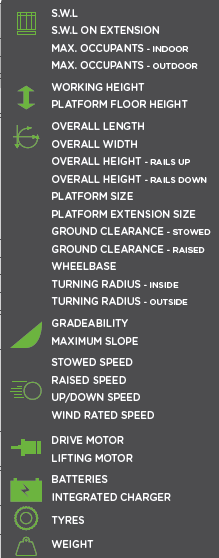 S.W.L
S.W.L ON EXTENSION
MAX. OCCUPANTS - INDOOR
MAX. OCCUPANTS - OUTDOOR
WORKING HEIGHT
PLATFORM FLOOR HEIGHT
OVERALL LENGTH
OVERALL WIDTH
OVERALL HEIGHT - RAILS UP
OVERALL HEIGHT - RAILS DOWN
PLATFORM SIZE
PLATFORM EXTENSION SIZE
GROUND CLEARANCE - STOWED
GROUND CLEARANCE - RAISED
WHEELBASE
TURNING RADIUS - INSIDE
TURNING RADIUS - OUTSIDE
GRADEABILITY
MAXIMUM SLOPE
STOWED SPEED
RAISED SPEED
UP/DOWN SPEED
WIND RATED SPEED
DRIVE MOTOR
LIFTING MOTOR
BATTERIES
INTEGRATED CHARGER
TYRES
WEIGHT